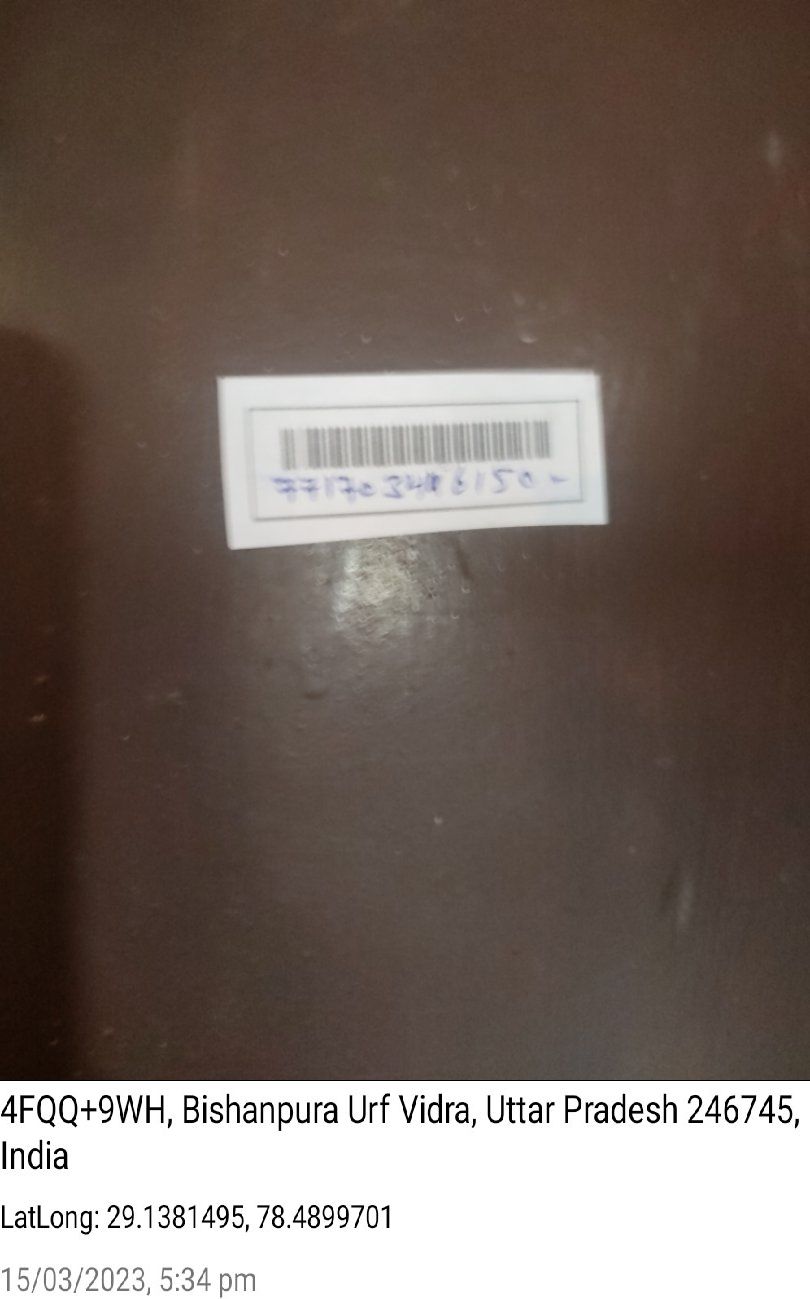 4FQQ+9WH, Bishanpura Urf Vidra, Uttar Pradesh 246745,
India
LatLong: 29.1381495, 78.4899701
15/03/2023, 5:34 pm